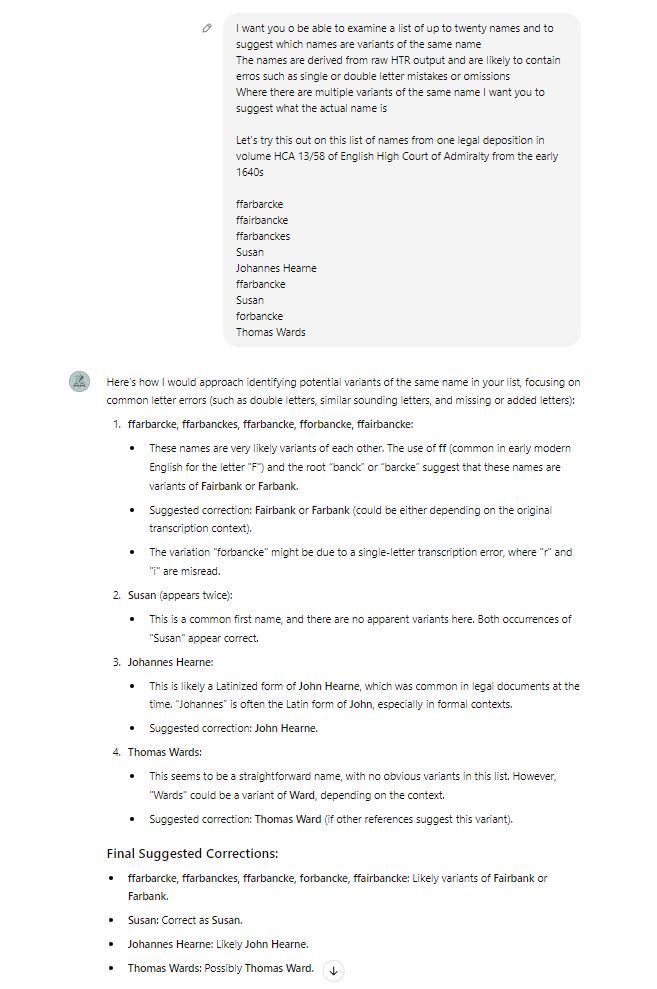 I want you o be able to examine a list of up to twenty names and to
suggest which names are variants of the same name
The names are derived from raw HTR output and are likely to contain
erros such as single or double letter mistakes or omissions
Where there are multiple variants of the same name I want you to
suggest what the actual name is
Let's try this out on this list of names from one legal deposition in
volume HCA 13/58 of English High Court of Admiralty from the early
1640s
ffarbarcke
ffairbancke
ffarbanckes
Susan
Johannes Hearne
ffarbancke
Susan
forbancke
Thomas Wards
Here's how I would approach identifying potential variants of the same name in your list, focusing on
common letter errors (such as double letters, similar sounding letters, and missing or added letters):
1. ffarbarcke, ffarbanckes, ffarbancke, fforbancke, ffairbancke:
• These names are very likely variants of each other. The use of ff (common in early modern
English for the letter "F") and the root "banck" or "barcke" suggest that these names are
variants of Fairbank or Farbank.
• Suggested correction: Fairbank or Farbank (could be either depending on the original
transcription context).
• The variation "forbancke" might be due to a single-letter transcription error, where "r" and
"i" are misread.
2. Susan (appears twice):
• This is a common first name, and there are no apparent variants here. Both occurrences of
"Susan" appear correct.
3. Johannes Hearne:
• This is likely a Latinized form of John Hearne, which was common in legal documents at the
time. "Johannes" is often the Latin form of John, especially in formal contexts.
• Suggested correction: John Hearne.
4. Thomas Wards:
• This seems to be a straightforward name, with no obvious variants in this list. However,
"Wards" could be a variant of Ward, depending on the context.
• Suggested correction: Thomas Ward (if other references suggest this variant).
Final Suggested Corrections:
• ffarbarcke, ffarbanckes, ffarbancke, forbancke, ffairbancke: Likely variants of Fairbank or
Farbank.
• Susan: Correct as Susan.
• Johannes Hearne: Likely John Hearne.
• Thomas Wards: Possibly Thomas Ward.